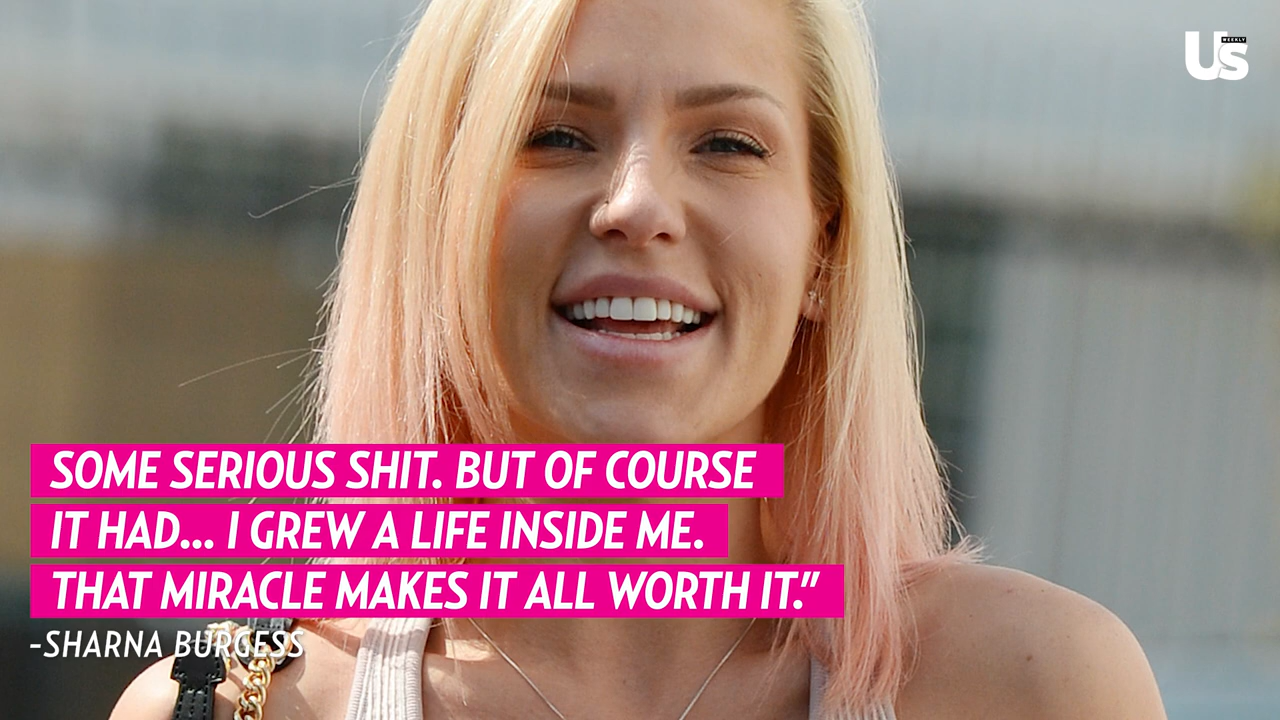 US
WEEKLY
SOME SERIOUS SHIT. BUT OF COURSE
IT HAD... I GREW A LIFE INSIDE ME.
THAT MIRACLE MAKES IT ALL WORTH IT."
-SHARNA BURGESS